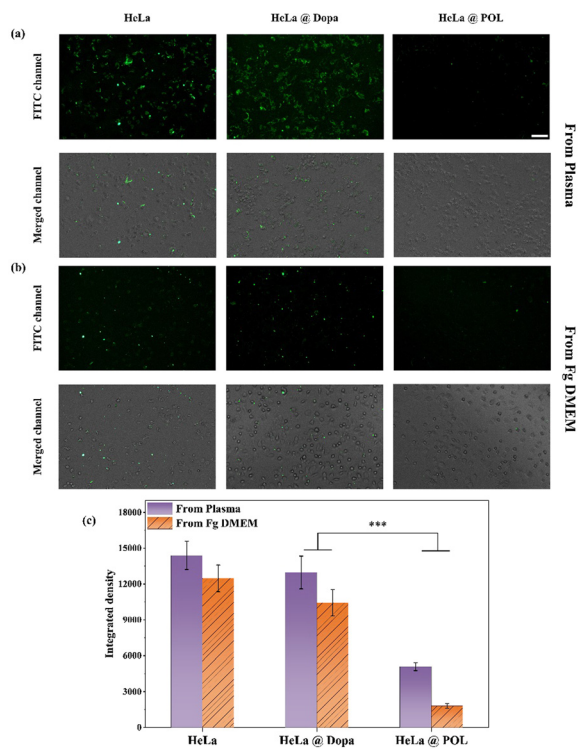 HeLa HeLa @ Dopa HeLa @ POL
(a)
FITC channel
Merged channel
From Plasma
(b)
FITC channel
Merged channel
From Fg DMEM
(c)
From Plasma
From Fg DMEM
***
Integrated density
18000
15000
12000
9000
6000
3000
0
HeLa HeLa @ Dopa HeLa @ POL